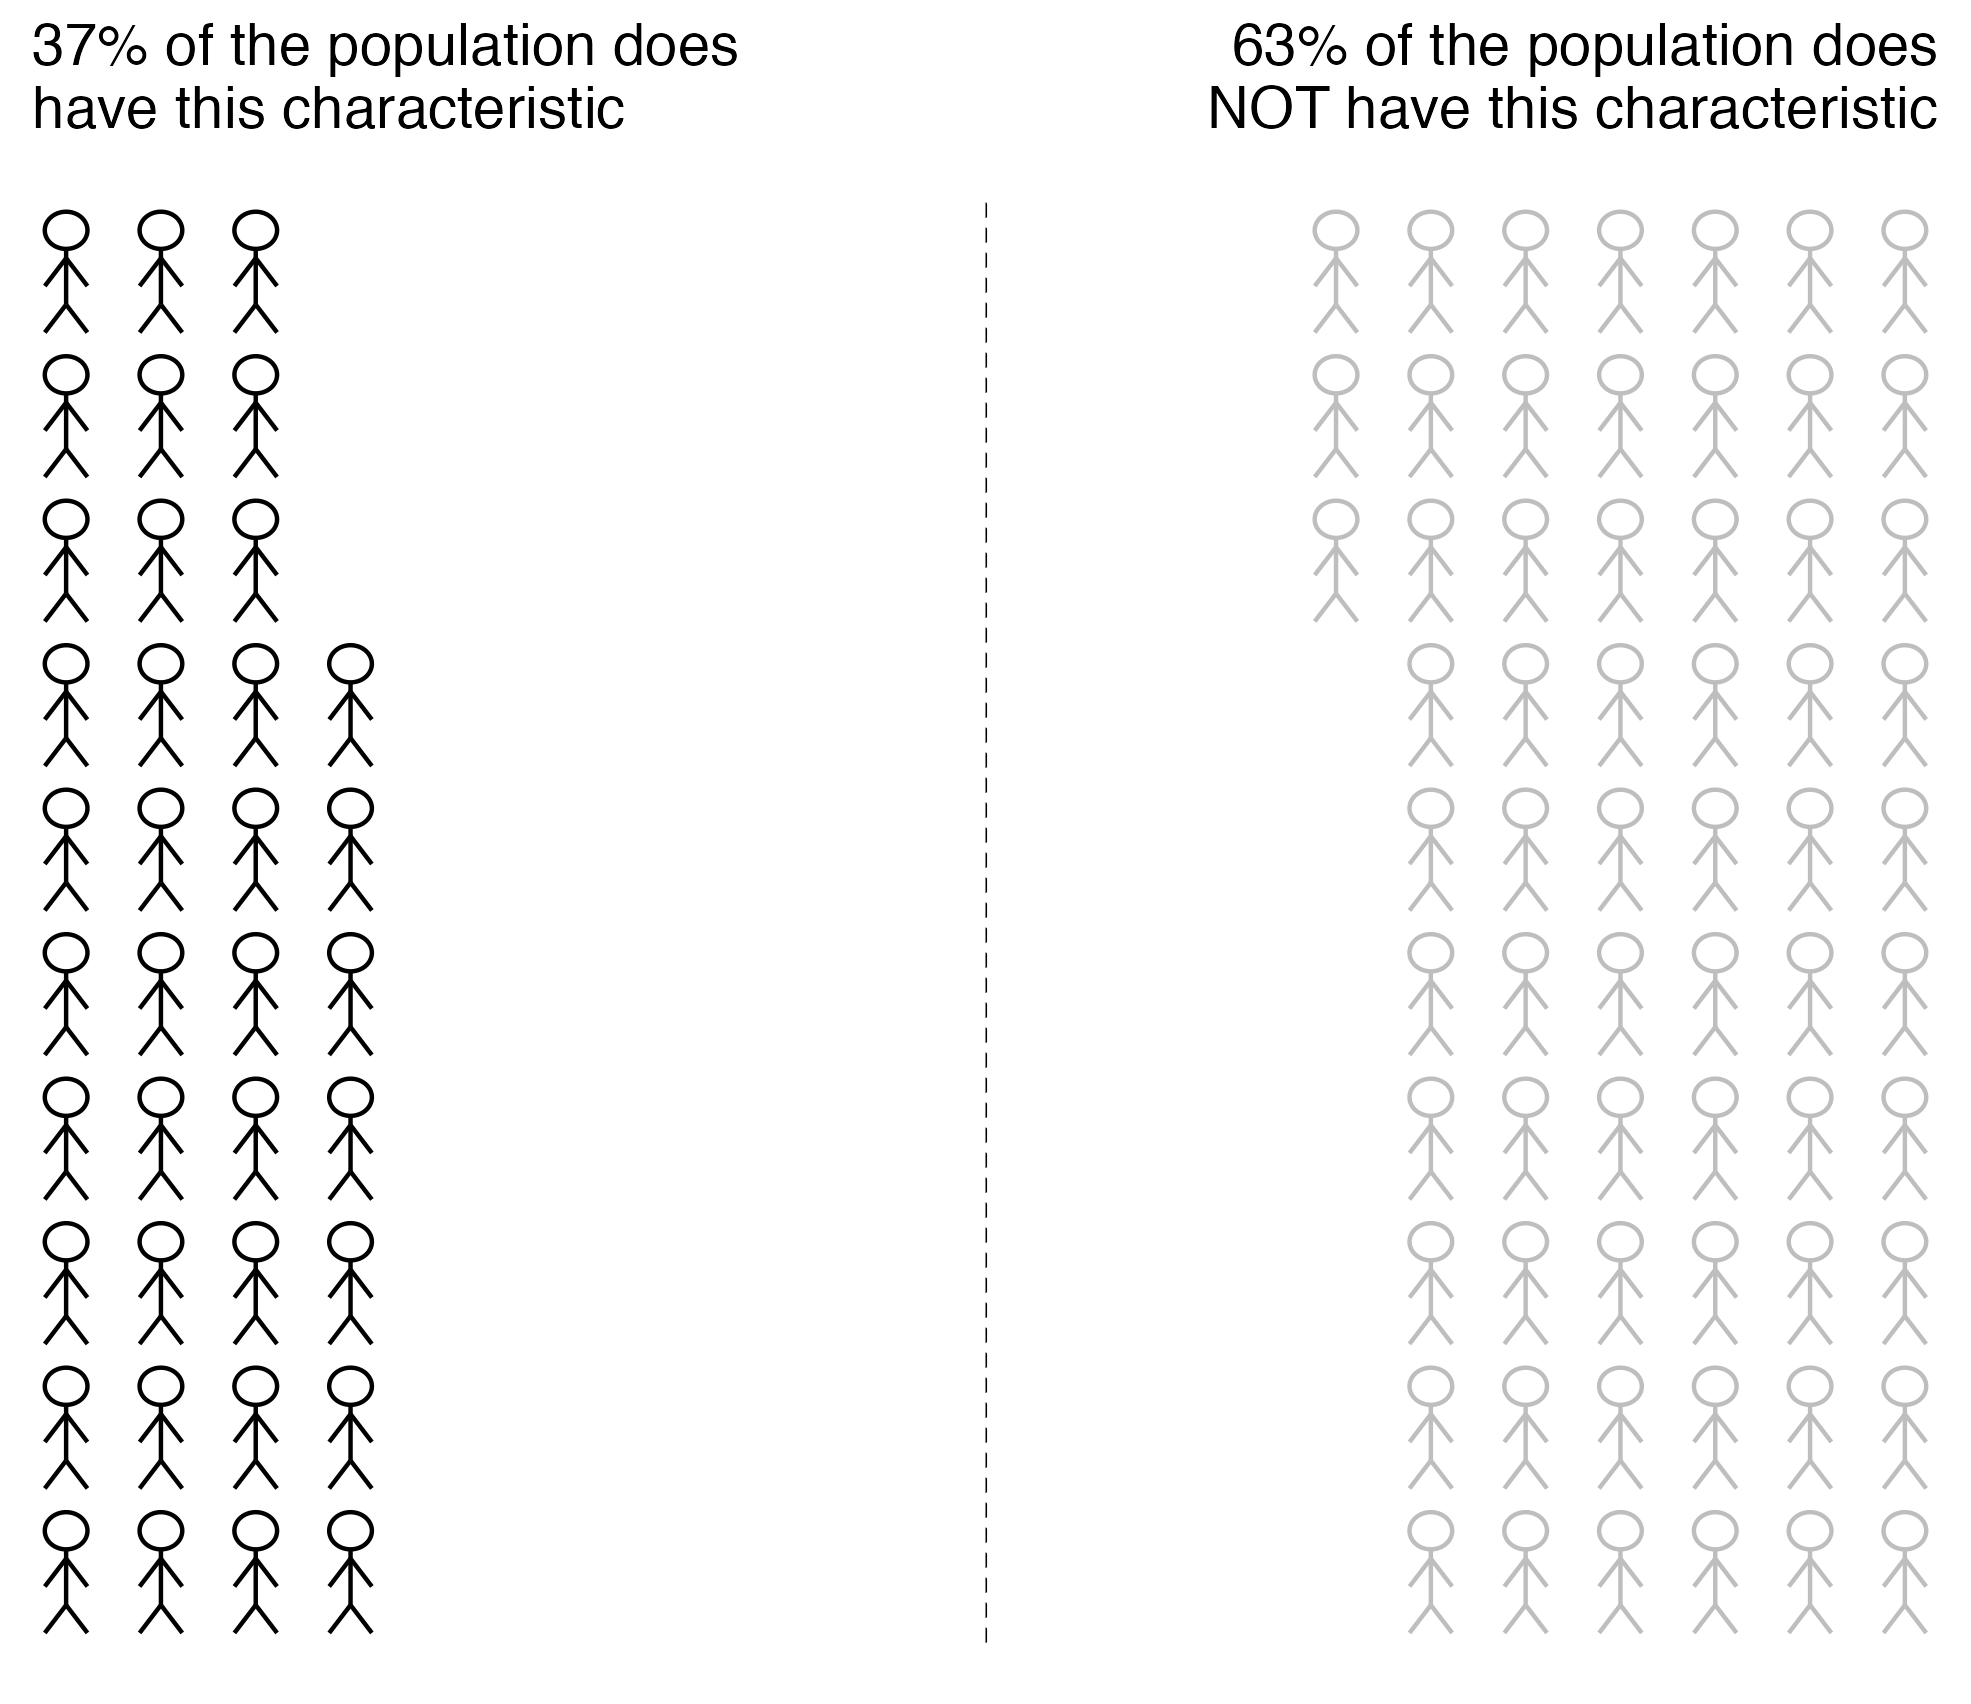 37% of the population does
have this characteristic
63% of the population does
NOT have this characteristic